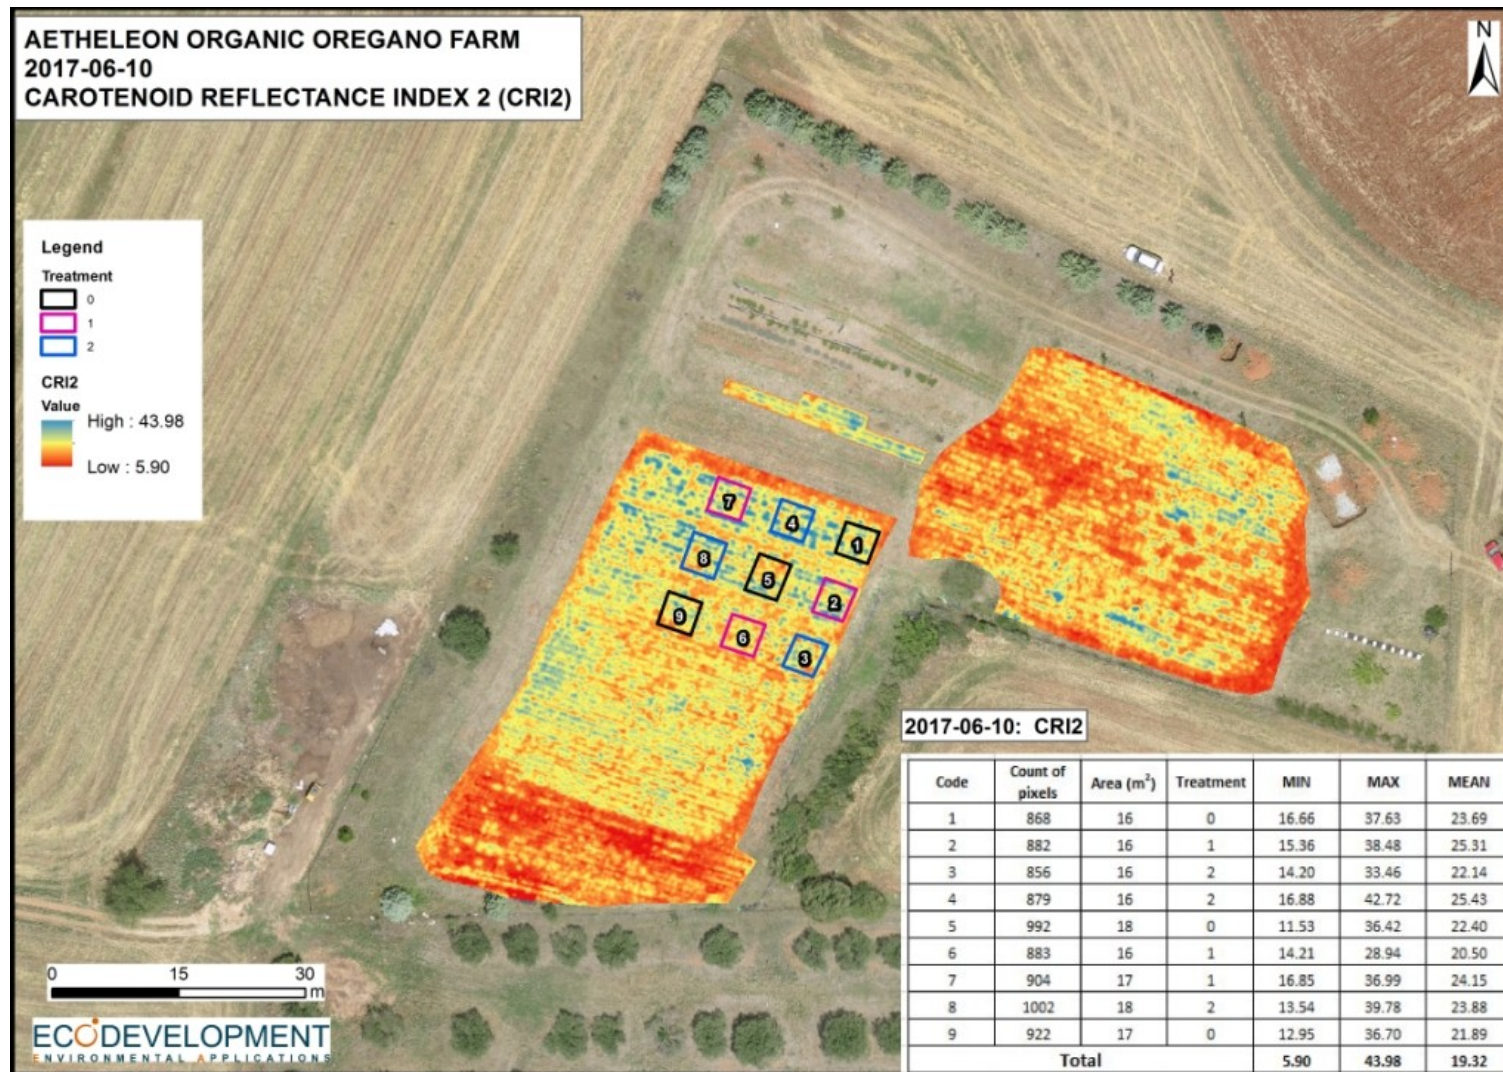 AETHELEON ORGANIC OREGANO FARM
2017-06-10
CAROTENOID REFLECTANCE INDEX 2 (CRI2)
N
Legend
Treatment
0
1
2
CRI2
Value
High : 43.98
Low : 5.90
7
4
1
8
5
2
9
6
3
2017-06-10: CRI2
Code Count of pixels Area (m²) Treatment MIN MAX MEAN
1 868 16 0 16.66 37.63 23.69
2 882 16 1 15.36 38.48 25.31
3 856 16 2 14.20 33.46 22.14
4 879 16 2 16.88 42.72 25.43
5 992 18 0 11.53 36.42 22.40
6 883 16 1 14.21 28.94 20.50
7 904 17 1 16.85 36.99 24.15
8 1002 18 2 13.54 39.78 23.88
9 922 17 0 12.95 36.70 21.89
Total 5.90 43.98 19.32
0 15 30
m
ECODEVELOPMENT
ENVIRONMENTAL APPLICATIONS